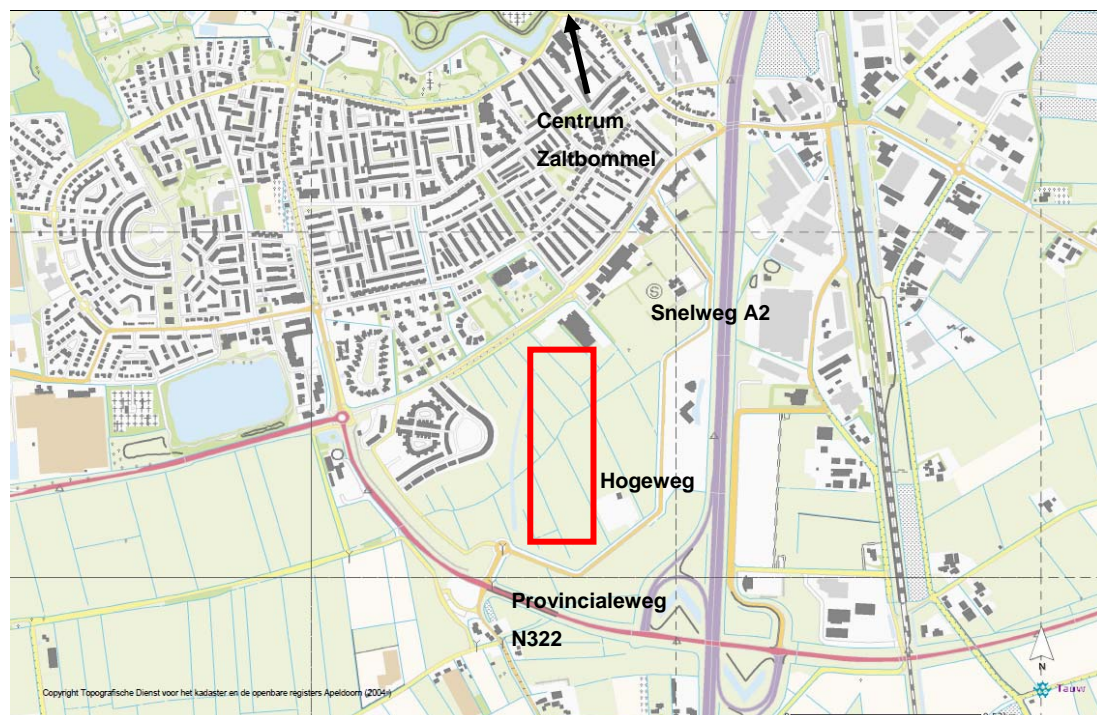 Centrum
Zaltbommel
Snelweg A2
Hogeweg
Provincialeweg
N322
N
Copyright Topografische Dienst voor het kadaster en de openbare registers Apeldoorn (2004)
Tauw